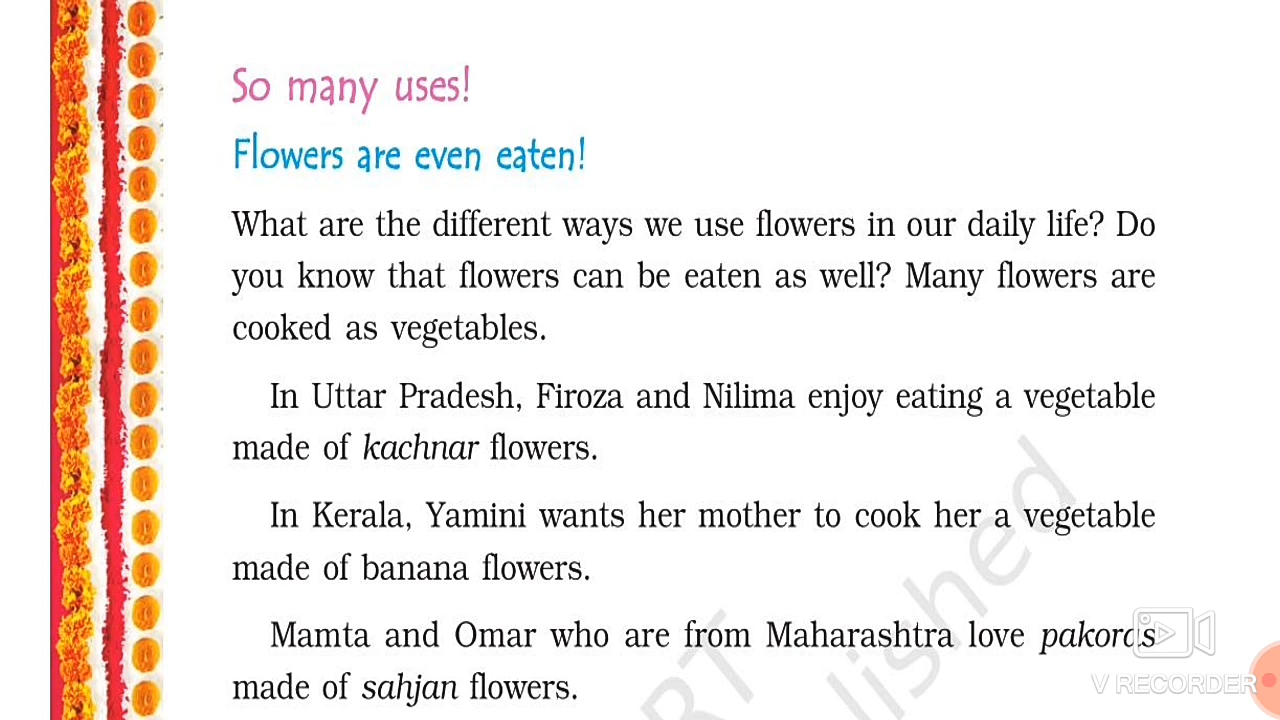 So many uses!
Flowers are even eaten!
What are the different ways we use flowers in our daily life? Do
you know that flowers can be eaten as well? Many flowers are
cooked as vegetables.
In Uttar Pradesh, Firoza and Nilima enjoy eating a vegetable
made of kachnar flowers.
In Kerala, Yamini wants her mother to cook her a vegetable
made of banana flowers.
Mamta and Omar who are from Maharashtra love pakoras
made of sahjan flowers.
V RECORDER